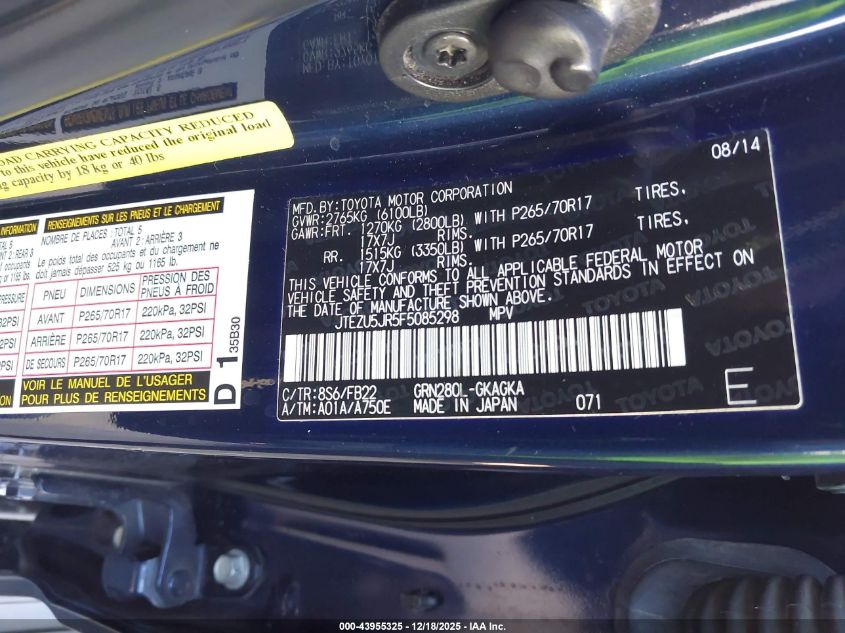 OAD CARRYING CAPACITY REDUCED
to this vehicle have reduced the original load
ng capacity by 18 kg or 40 lbs
INFORMATION
RENSEIGNEMENTS SUR LES PNEUS ET LE CHARGEMENT
NOMBRE DE PLACES : TOTAL 5
AVANT 2 : ARRIÈRE 3
Le poids total des occupants et du chargement ne
doit jamais dépasser 525 kg ou 1165 lb.
PNEU DIMENSIONS PRESSION DES PNEUS À FROID
AVANT P265/70R17 220kPa, 32PSI
ARRIÈRE P265/70R17 220kPa, 32PSI
DE SECOURS P265/70R17 220kPa, 32PSI
VOIR LE MANUEL DE L'USAGER
POUR PLUS DE RENSEIGNEMENTS
D 1 35B30
08/14
MFD.BY:TOYOTA MOTOR CORPORATION
GVWR:2765KG (6100LB)
GAWR:FRT. 1270KG (2800LB) WITH P265/70R17 TIRES,
17X7J RIMS.
RR. 1515KG (3350LB) WITH P265/70R17 TIRES,
17X7J RIMS.
THIS VEHICLE CONFORMS TO ALL APPLICABLE FEDERAL MOTOR
VEHICLE SAFETY AND THEFT PREVENTION STANDARDS IN EFFECT ON
THE DATE OF MANUFACTURE SHOWN ABOVE.
JTEZU5JR5F5085298 MPV
C/TR:8S6/FB22 GRN280L-GKAGKA
A/TM:A01A/A750E MADE IN JAPAN 071
E
000-43955325 - 12/18/2025 - IAA Inc.